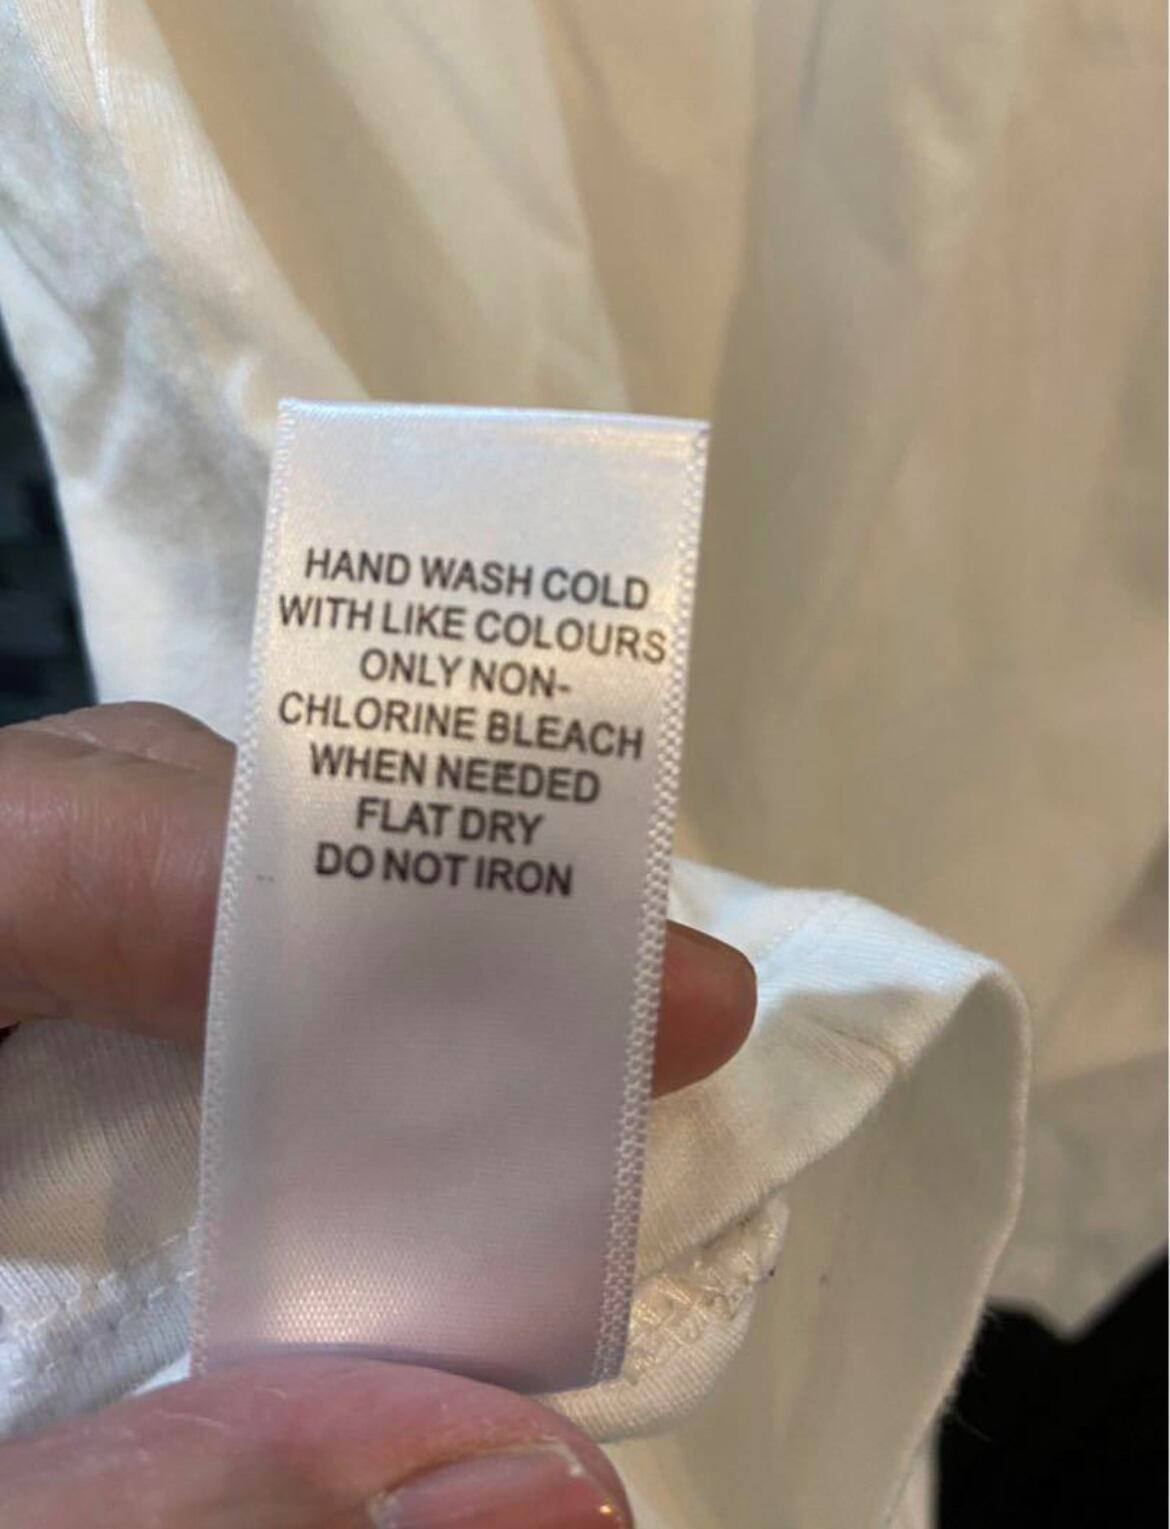 HAND WASH COLD
WITH LIKE COLOURS
ONLY NON-
CHLORINE BLEACH
WHEN NEEDED
FLAT DRY
DO NOT IRON